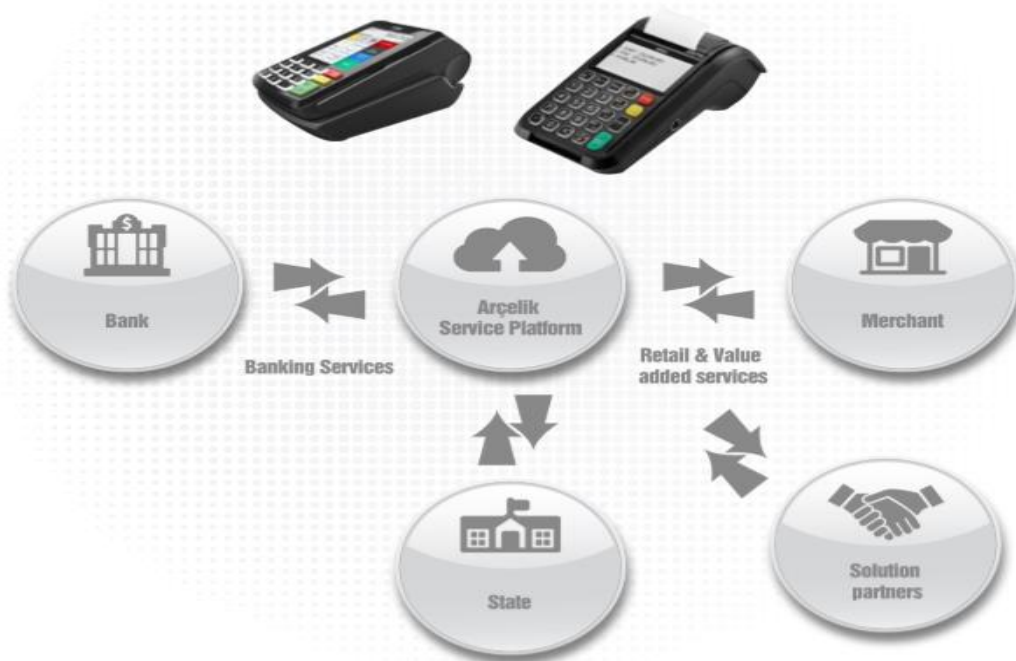 Bank
Arçelik
Service Platform
Merchant
Banking Services
Retail & Value
added services
State
Solution
partners